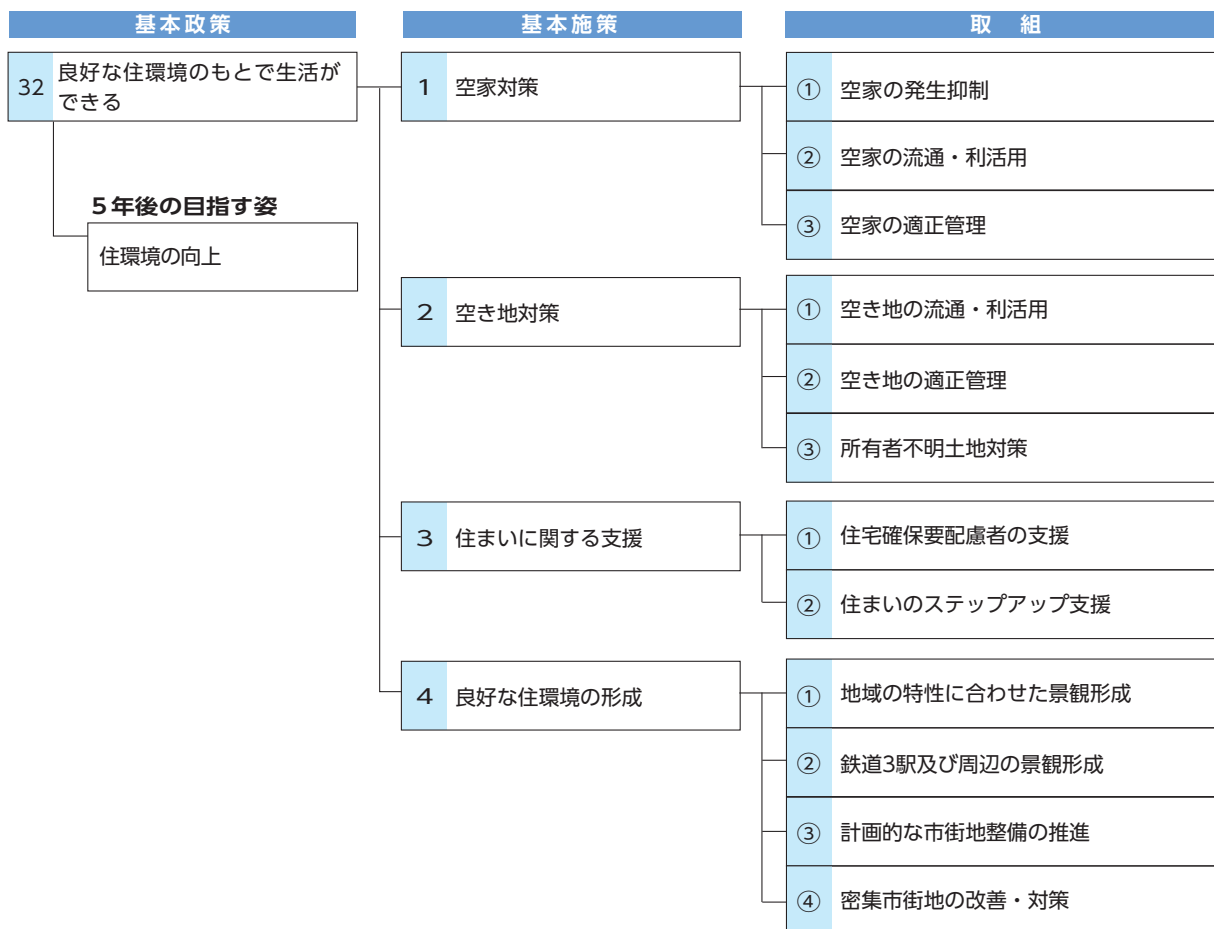 基本政策
基本施策
取　組
32 良好な住環境のもとで生活が
できる
5年後の目指す姿
住環境の向上
1 空家対策
① 空家の発生抑制
② 空家の流通・利活用
③ 空家の適正管理
2 空き地対策
① 空き地の流通・利活用
② 空き地の適正管理
③ 所有者不明土地対策
3 住まいに関する支援
① 住宅確保要配慮者の支援
② 住まいのステップアップ支援
4 良好な住環境の形成
① 地域の特性に合わせた景観形成
② 鉄道3駅及び周辺の景観形成
③ 計画的な市街地整備の推進
④ 密集市街地の改善・対策